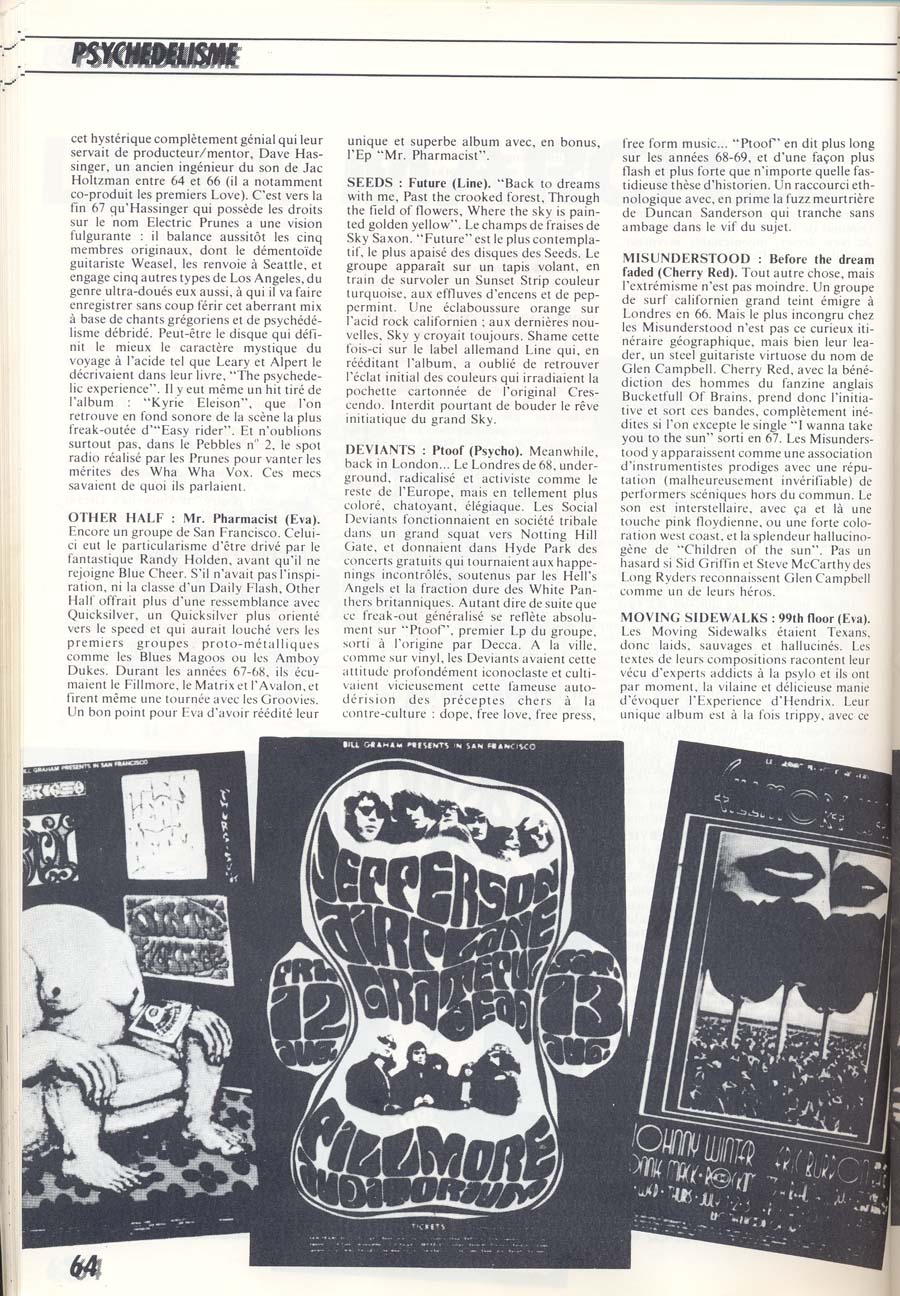 PSYCHEDELISME
cet hystérique complètement génial qui leur
servait de producteur/mentor, Dave Has-
singer, un ancien ingénieur du son de Jac
Holtzman entre 64 et 66 (il a notamment
co-produit les premiers Love). C'est vers la
fin 67 qu'Hassinger qui possède les droits
sur le nom Electric Prunes a une vision
fulgurante : il balance aussitôt les cinq
membres originaux, dont le démentoïde
guitariste Weasel, les renvoie à Seattle, et
engage cinq autres types de Los Angeles, du
genre ultra-doués eux aussi, à qui il va faire
enregistrer sans coup férir cet aberrant mix
à base de chants grégoriens et de psychédé-
lisme débridé. Peut-être le disque qui défi-
nit le mieux le caractère mystique du
voyage à l'acide tel que Leary et Alpert le
décrivaient dans leur livre, "The psychede-
lic experience". Il y eut même un hit tiré de
l'album : "Kyrie Eleison", que l'on
retrouve en fond sonore de la scène la plus
freak-outée d'"Easy rider". Et n'oublions
surtout pas, dans le Pebbles n° 2, le spot
radio réalisé par les Prunes pour vanter les
mérites des Wha Wha Vox. Ces mecs
savaient de quoi ils parlaient.
OTHER HALF : Mr. Pharmacist (Eva).
Encore un groupe de San Francisco. Celui-
ci eut le particularisme d'être drivé par le
fantastique Randy Holden, avant qu'il ne
rejoigne Blue Cheer. S'il n'avait pas l'inspi-
ration, ni la classe d'un Daily Flash, Other
Half offrait plus d'une ressemblance avec
Quicksilver, un Quicksilver plus orienté
vers le speed et qui aurait louché vers les
premiers groupes proto-métalliques
comme les Blues Magoos ou les Amboy
Dukes. Durant les années 67-68, ils écu-
maient le Fillmore, le Matrix et l'Avalon, et
firent même une tournée avec les Groovies.
Un bon point pour Eva d'avoir réédité leur
unique et superbe album avec, en bonus,
l'Ep "Mr. Pharmacist".
SEEDS : Future (Line). "Back to dreams
with me, Past the crooked forest, Through
the field of flowers, Where the sky is pain-
ted golden yellow". Le champs de fraises de
Sky Saxon. "Future" est le plus contempla-
tif, le plus apaisé des disques des Seeds. Le
groupe apparaît sur un tapis volant, en
train de survoler un Sunset Strip couleur
turquoise, aux effluves d'encens et de pep-
permint. Une éclaboussure orange sur
l'acid rock californien ; aux dernières nou-
velles, Sky y croyait toujours. Shame cette
fois-ci sur le label allemand Line qui, en
rééditant l'album, a oublié de retrouver
l'éclat initial des couleurs qui irradiaient la
pochette cartonnée de l'original Cres-
cendo. Interdit pourtant de bouder le rêve
initiatique du grand Sky.
DEVIANTS : Ptoof (Psycho). Meanwhile,
back in London... Le Londres de 68, under-
ground, radicalisé et activiste comme le
reste de l'Europe, mais en tellement plus
coloré, chatoyant, élégiaque. Les Social
Deviants fonctionnaient en société tribale
dans un grand squat vers Notting Hill
Gate, et donnaient dans Hyde Park des
concerts gratuits qui tournaient aux happe-
nings incontrôlés, soutenus par les Hell's
Angels et la fraction dure des White Pan-
thers britanniques. Autant dire de suite que
ce freak-out généralisé se reflète absolu-
ment sur "Ptoof", premier Lp du groupe,
sorti à l'origine par Decca. A la ville,
comme sur vinyl, les Deviants avaient cette
attitude profondément iconoclaste et culti-
vaient vicieusement cette fameuse auto-
dérision des préceptes chers à la
contre-culture : dope, free love, free press,
free form music... "Ptoof" en dit plus long
sur les années 68-69, et d'une façon plus
flash et plus forte que n'importe quelle fas-
tidieuse thèse d'historien. Un raccourci eth-
nologique avec, en prime la fuzz meurtrière
de Duncan Sanderson qui tranche sans
ambage dans le vif du sujet.
MISUNDERSTOOD : Before the dream
faded (Cherry Red). Tout autre chose, mais
l'extrémisme n'est pas moindre. Un groupe
de surf californien grand teint émigre à
Londres en 66. Mais le plus incongru chez
les Misunderstood n'est pas ce curieux iti-
néraire géographique, mais bien leur lea-
der, un steel guitariste virtuose du nom de
Glen Campbell. Cherry Red, avec la béné-
diction des hommes du fanzine anglais
Bucketfull Of Brains, prend donc l'initia-
tive et sort ces bandes, complètement iné-
dites si l'on excepte le single "I wanna take
you to the sun" sorti en 67. Les Misunders-
tood y apparaissent comme une association
d'instrumentistes prodiges avec une répu-
tation (malheureusement invérifiable) de
performers scéniques hors du commun. Le
son est interstellaire, avec ça et là une
touche pink floydienne, ou une forte colo-
ration west coast, et la splendeur hallucino-
gène de "Children of the sun". Pas un
hasard si Sid Griffin et Steve McCarthy des
Long Ryders reconnaissent Glen Campbell
comme un de leurs héros.
MOVING SIDEWALKS : 99th floor (Eva).
Les Moving Sidewalks étaient Texans,
donc laids, sauvages et hallucinés. Les
textes de leurs compositions racontent leur
vécu d'experts addicts à la psylo et ils ont
par moment, la vilaine et délicieuse manie
d'évoquer l'Experience d'Hendrix. Leur
unique album est à la fois trippy, avec ce
BILL GRAHAM PRESENTS IN SAN FRANCISCO
BILL GRAHAM PRESENTS IN SAN FRANCISCO
JEFFERSON
AIRPLANE
GRATEFUL
DEAD
FRI.
12
AUG.
SAT.
13
AUG.
FILLMORE
AUDITORIUM
TICKETS
JOHNNY WINTER
ERIC BURDON
64